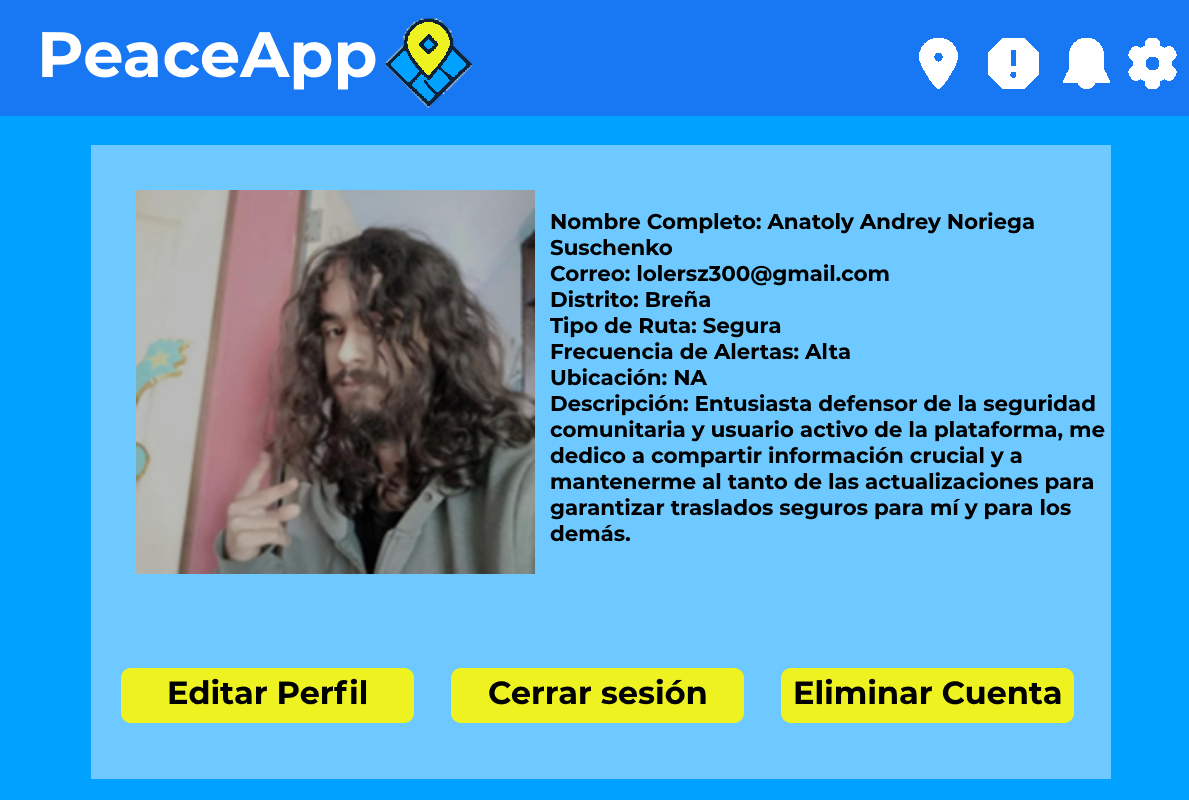 PeaceApp
Nombre Completo: Anatoly Andrey Noriega
Suschenko
Correo: lolersz300@gmail.com
Distrito: Breña
Tipo de Ruta: Segura
Frecuencia de Alertas: Alta
Ubicación: NA
Descripción: Entusiasta defensor de la seguridad
comunitaria y usuario activo de la plataforma, me
dedico a compartir información crucial y a
mantenerme al tanto de las actualizaciones para
garantizar traslados seguros para mí y para los
demás.
Editar Perfil
Cerrar sesión
Eliminar Cuenta